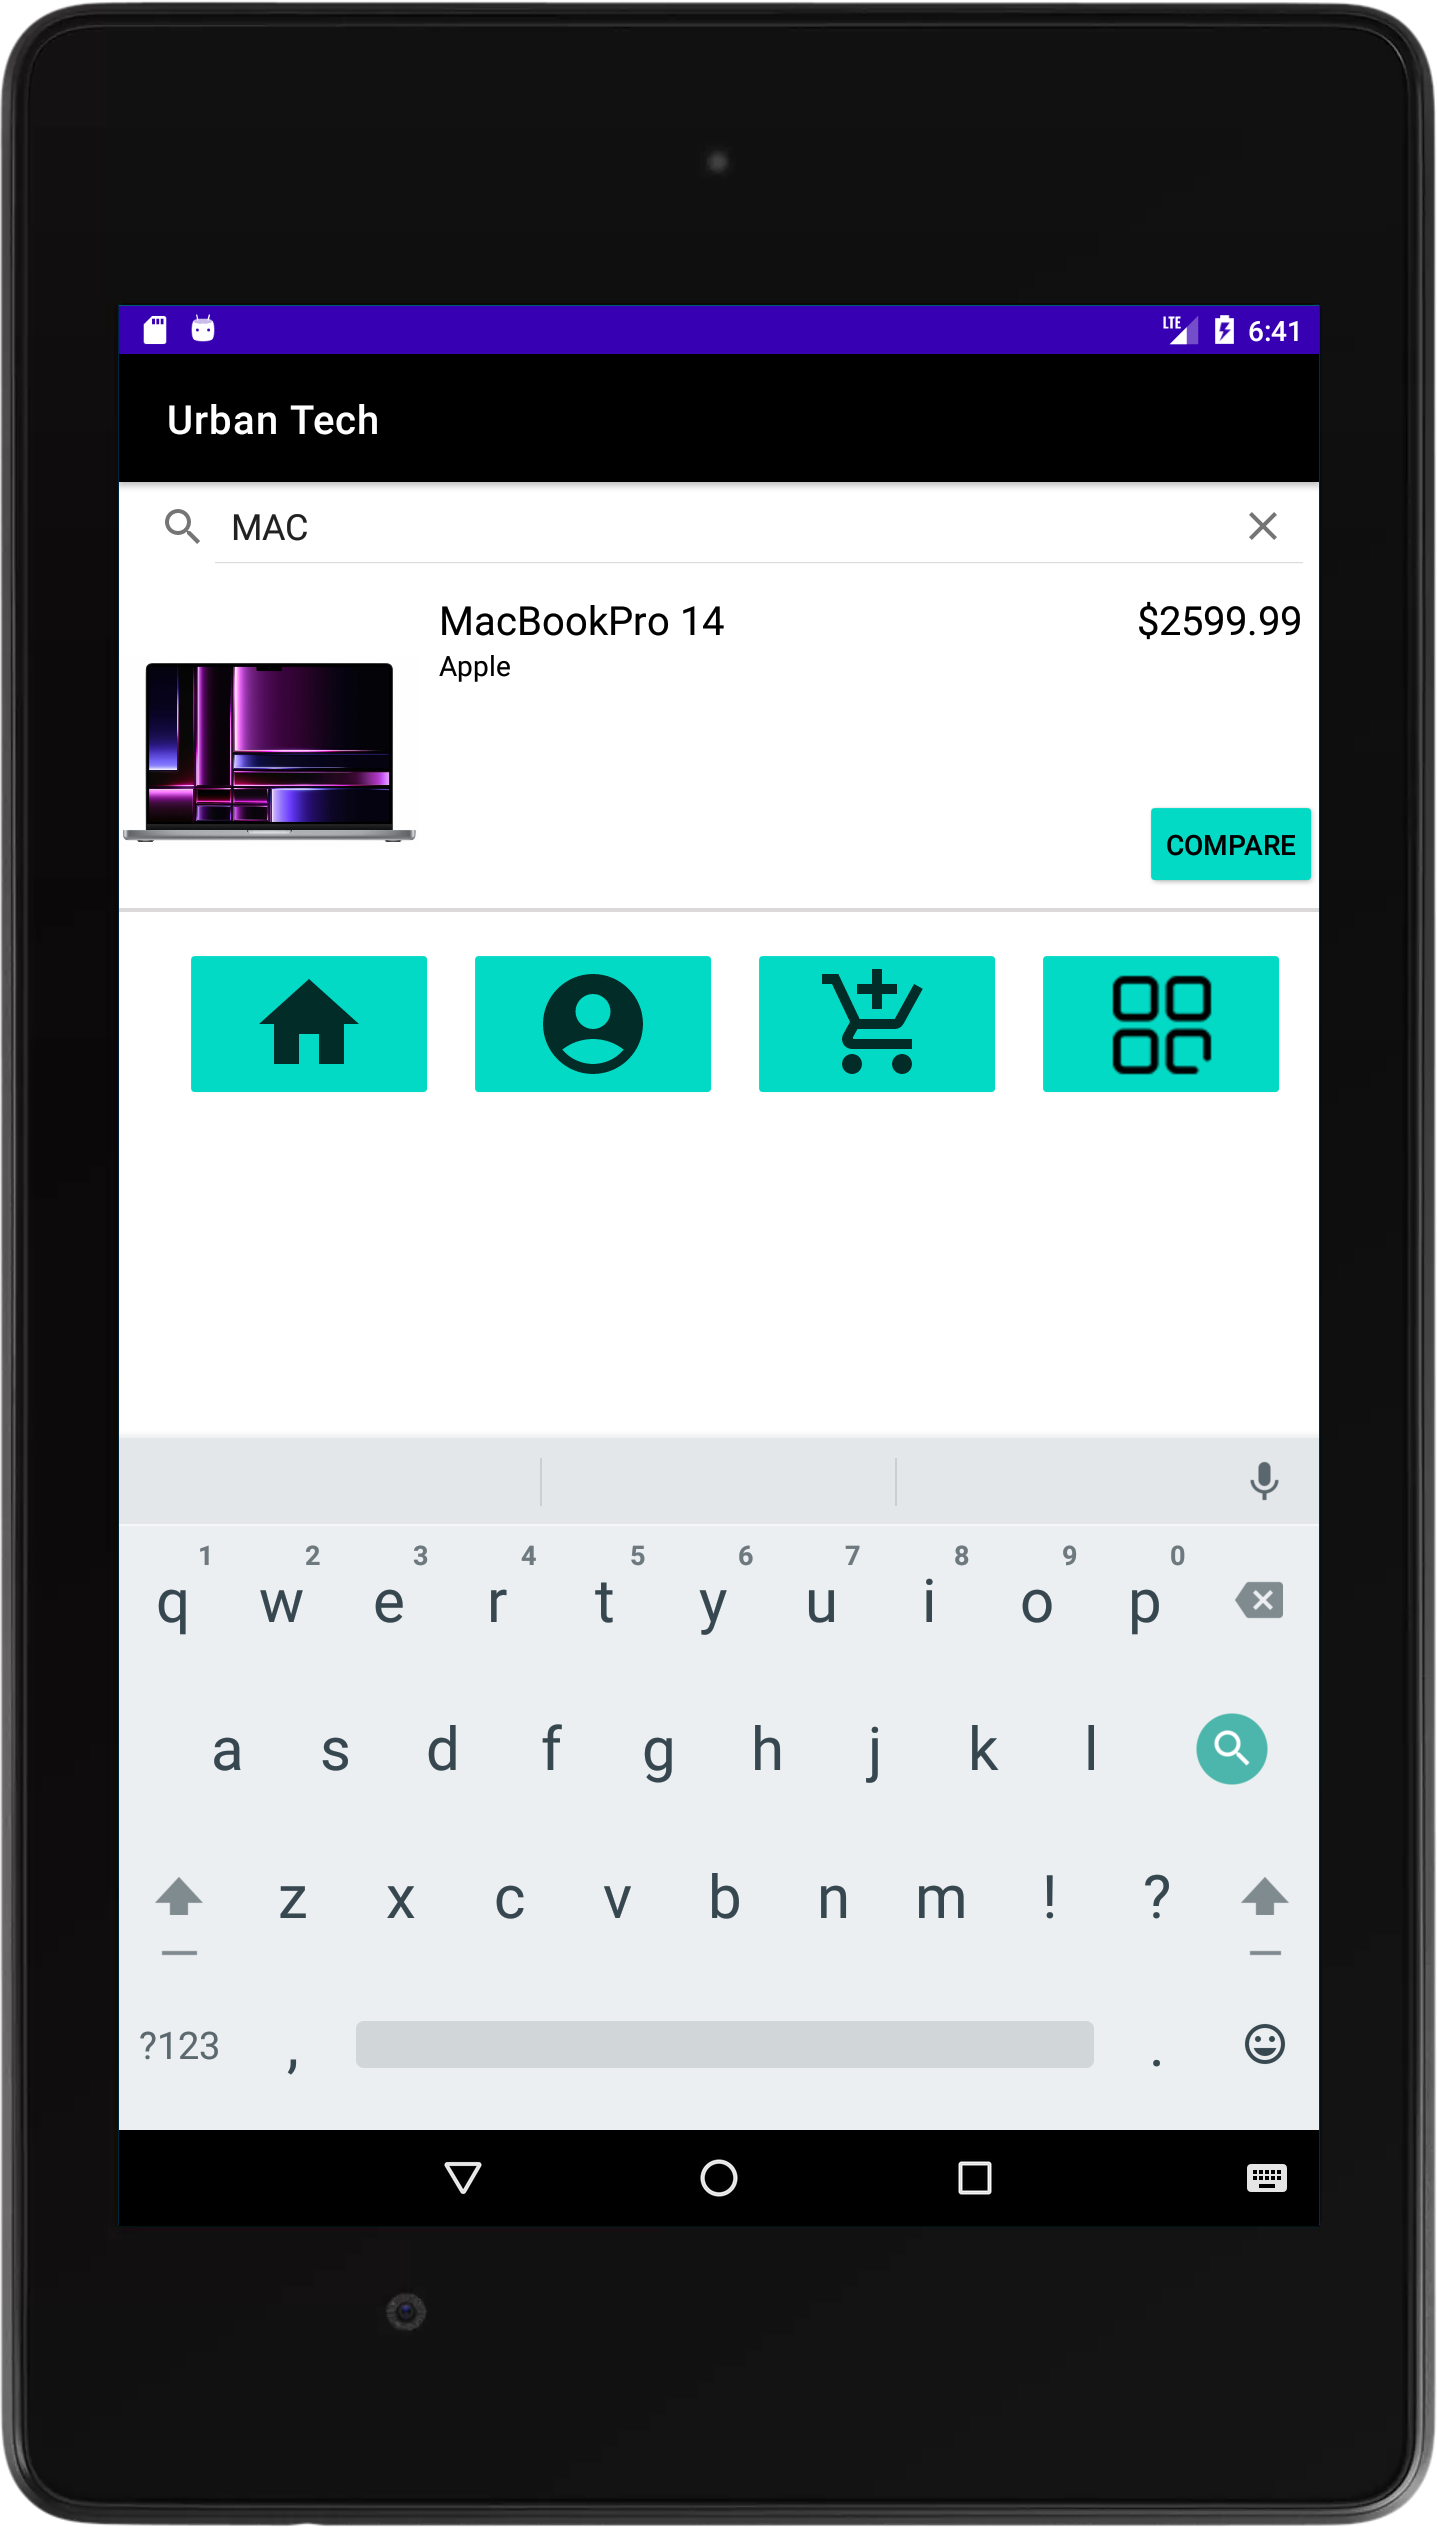 LTE 6:41
Urban Tech
MAC
MacBookPro 14 $2599.99
Apple
COMPARE
1 2 3 4 5 6 7 8 9 0
q w e r t y u i o p
a s d f g h j k l
z x c v b n m ! ?
?123 , .